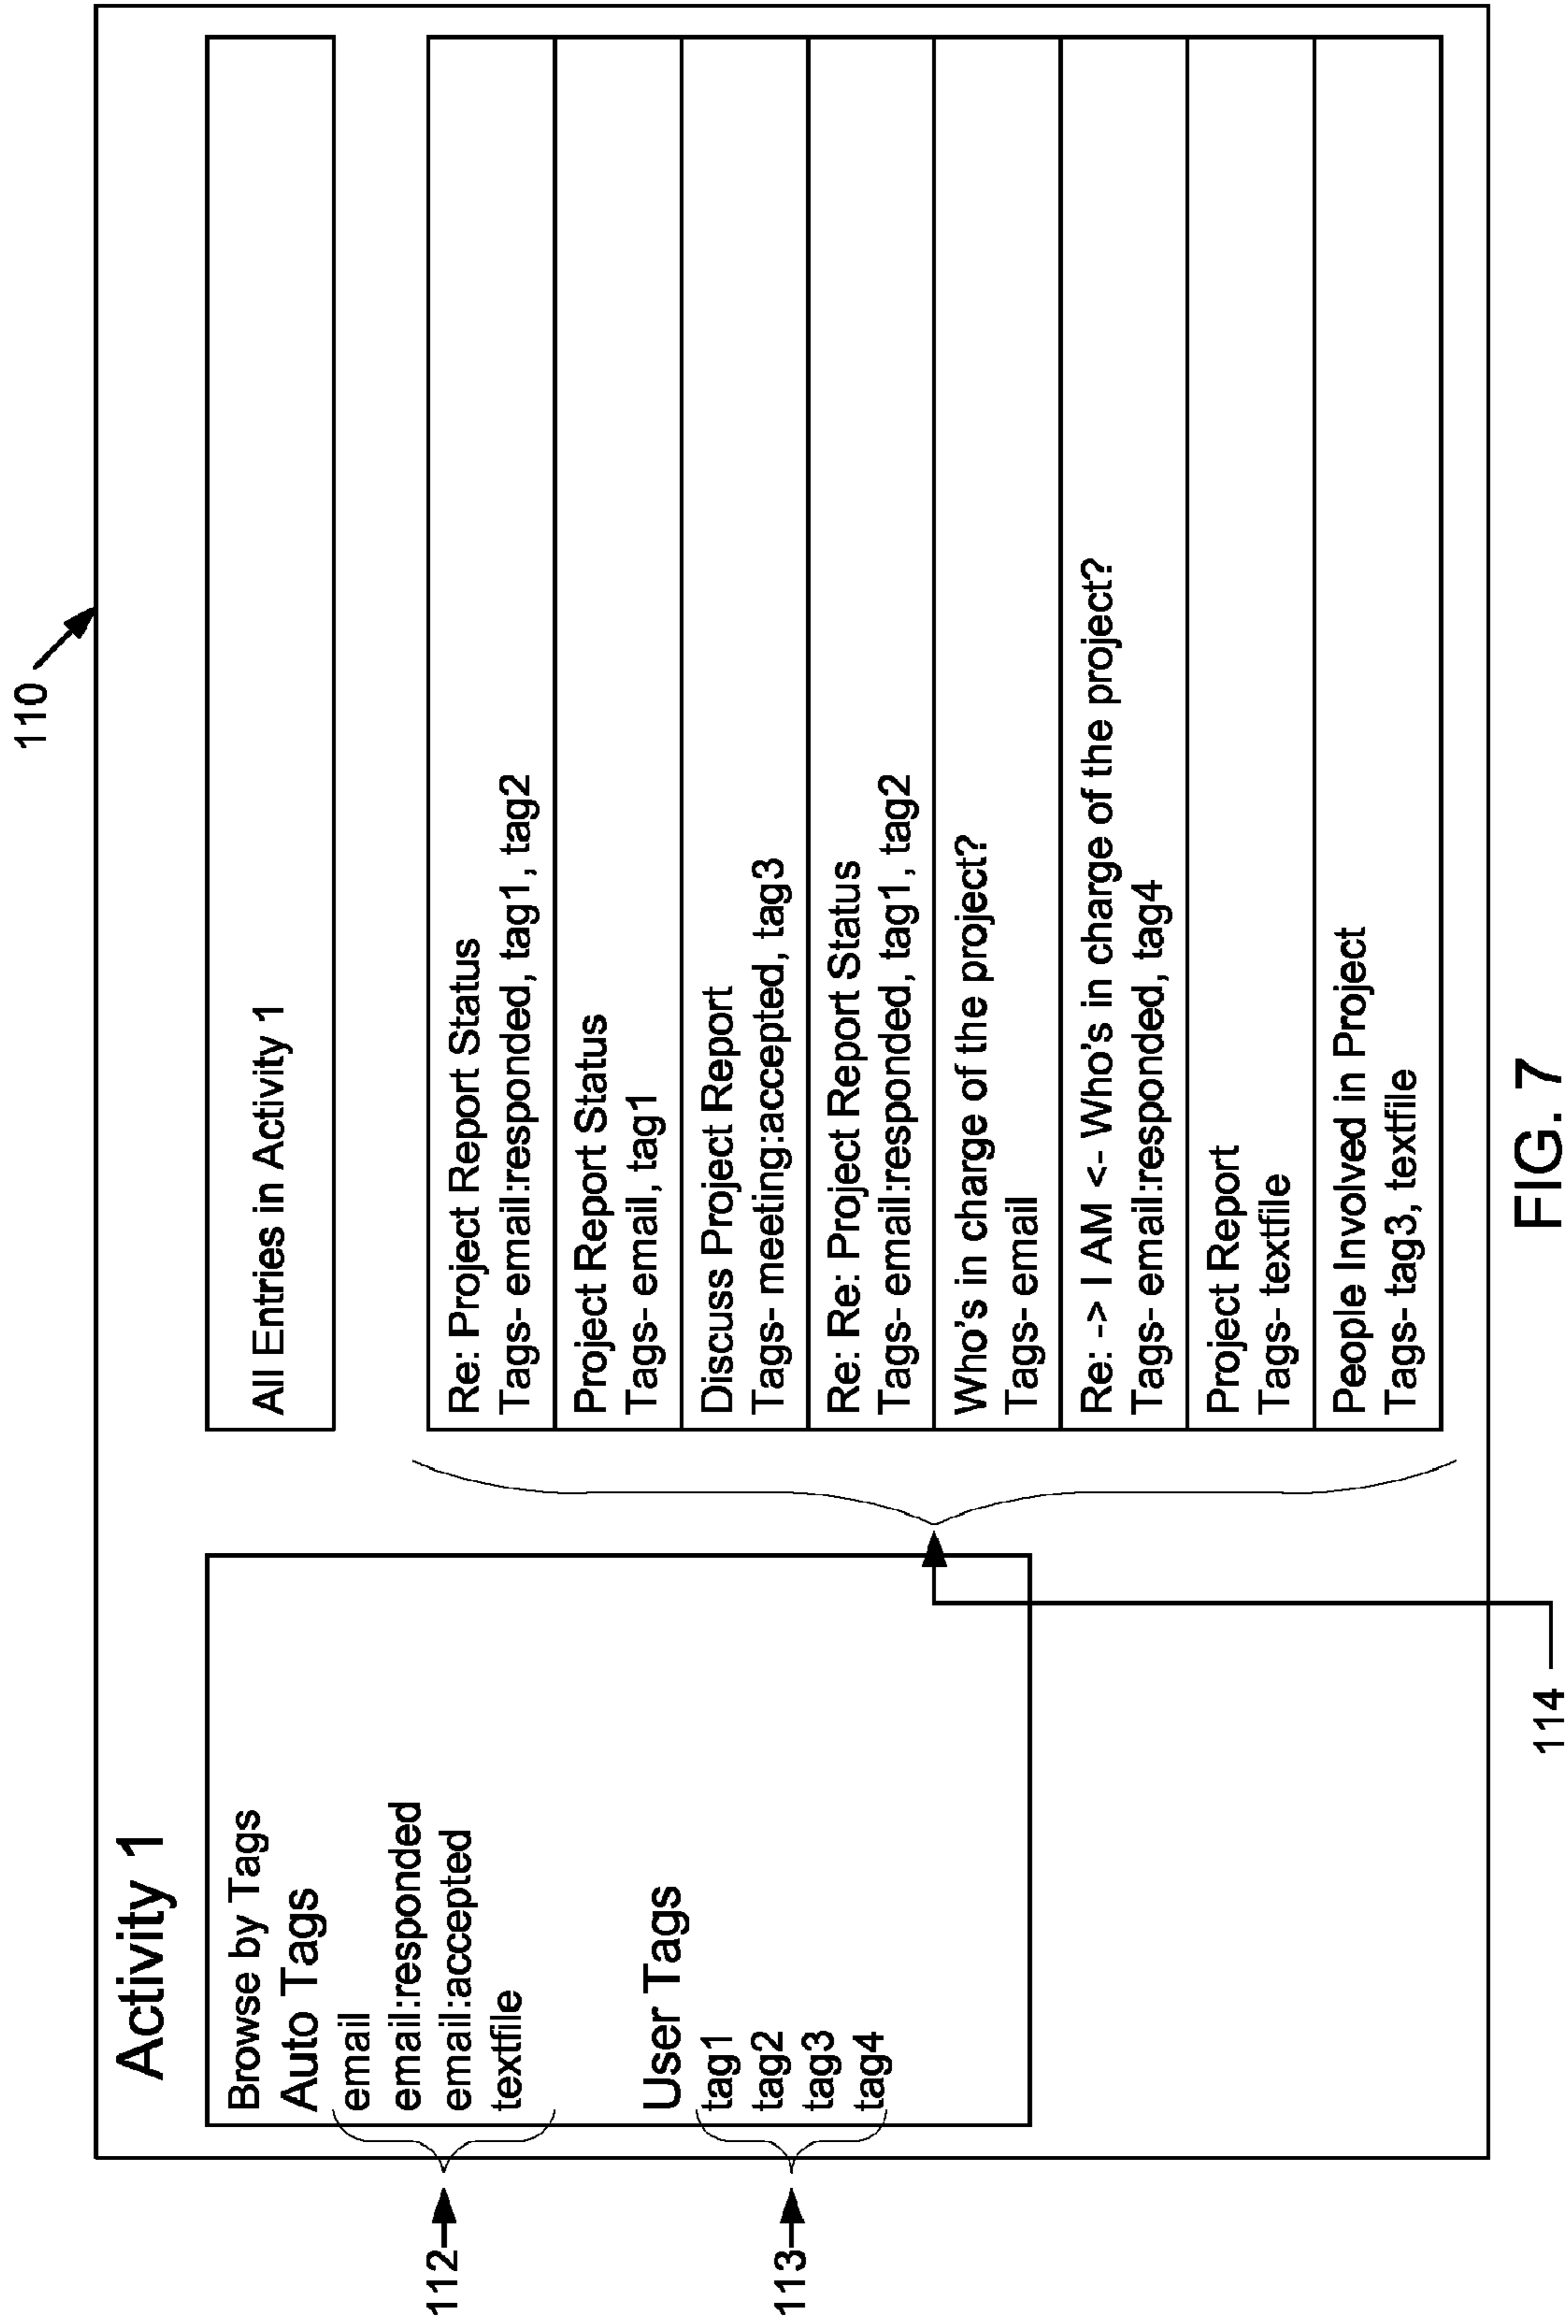 110
Activity 1
Browse by Tags
Auto Tags
email
email:responded
email:accepted
textfile
User Tags
tag1
tag2
tag3
tag4
112
113
All Entries in Activity 1
Re: Project Report Status
Tags- email:responded, tag1, tag2
Project Report Status
Tags- email, tag1
Discuss Project Report
Tags- meeting:accepted, tag3
Re: Re: Project Report Status
Tags- email:responded, tag1, tag2
Who's in charge of the project?
Tags- email
Re: -> I AM <- Who's in charge of the project?
Tags- email:responded, tag4
Project Report
Tags- textfile
People Involved in Project
Tags- tag3, textfile
114
FIG. 7